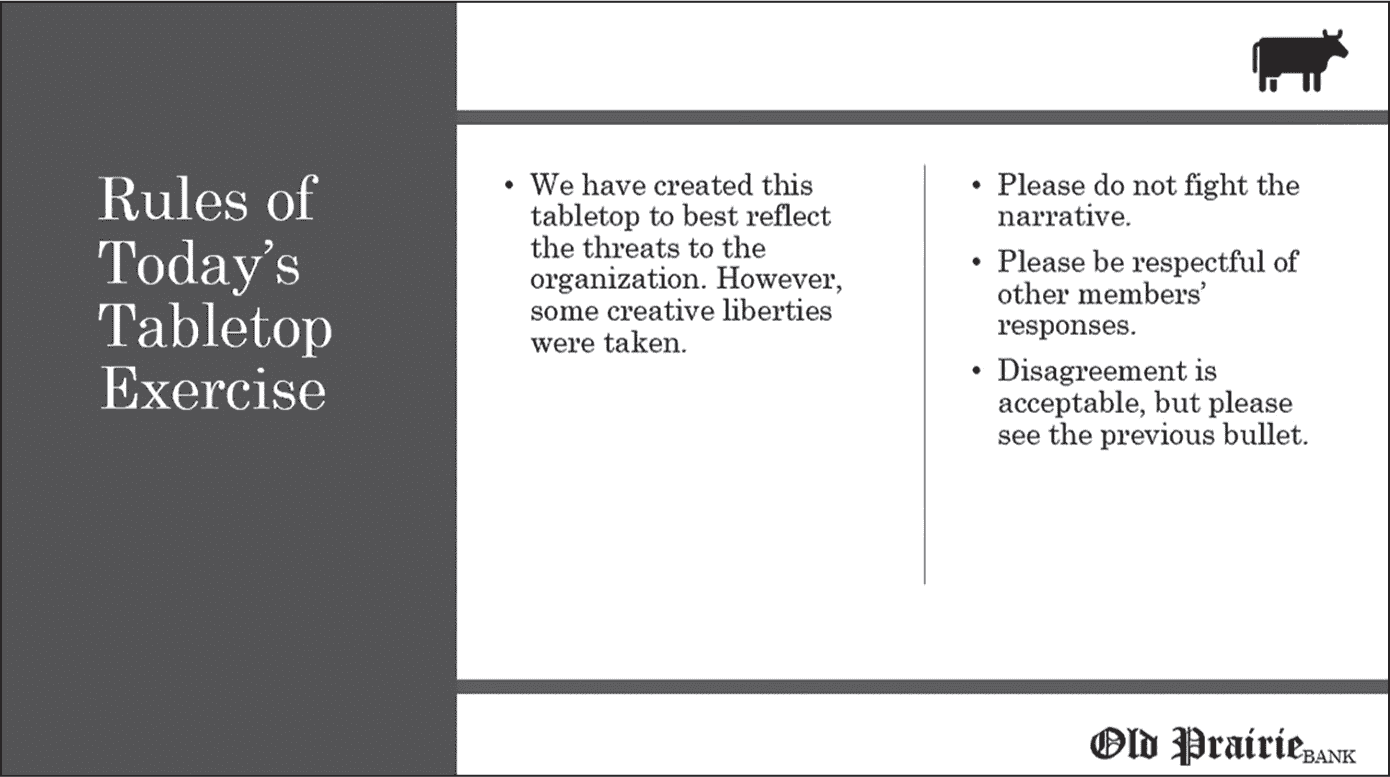 Rules of
Today’s
Tabletop
Exercise
• We have created this
tabletop to best reflect
the threats to the
organization. However,
some creative liberties
were taken.
• Please do not fight the
narrative.
• Please be respectful of
other members’
responses.
• Disagreement is
acceptable, but please
see the previous bullet.
Old Prairie BANK